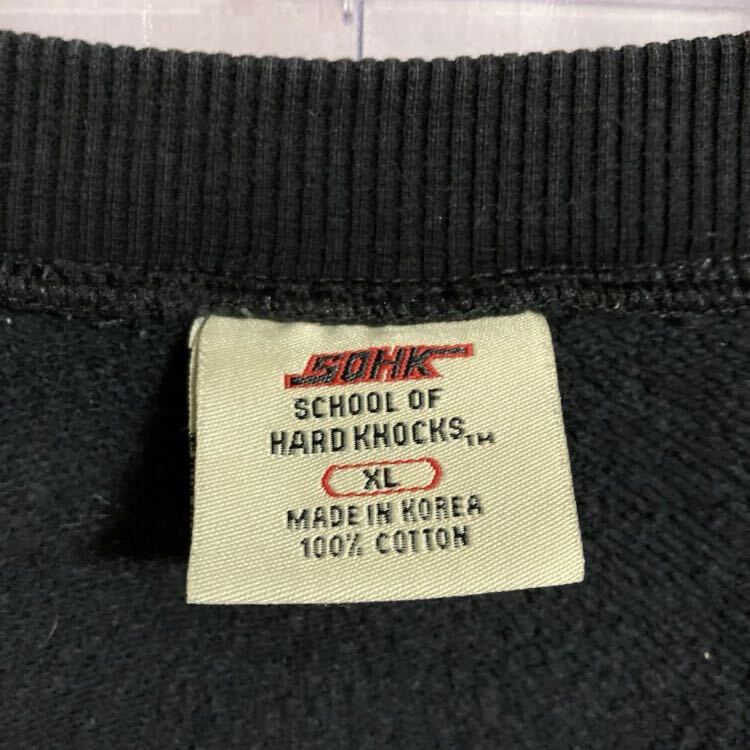 SOHK
SCHOOL OF
HARD KNOCKS TM
XL
MADE IN KOREA
100% COTTON